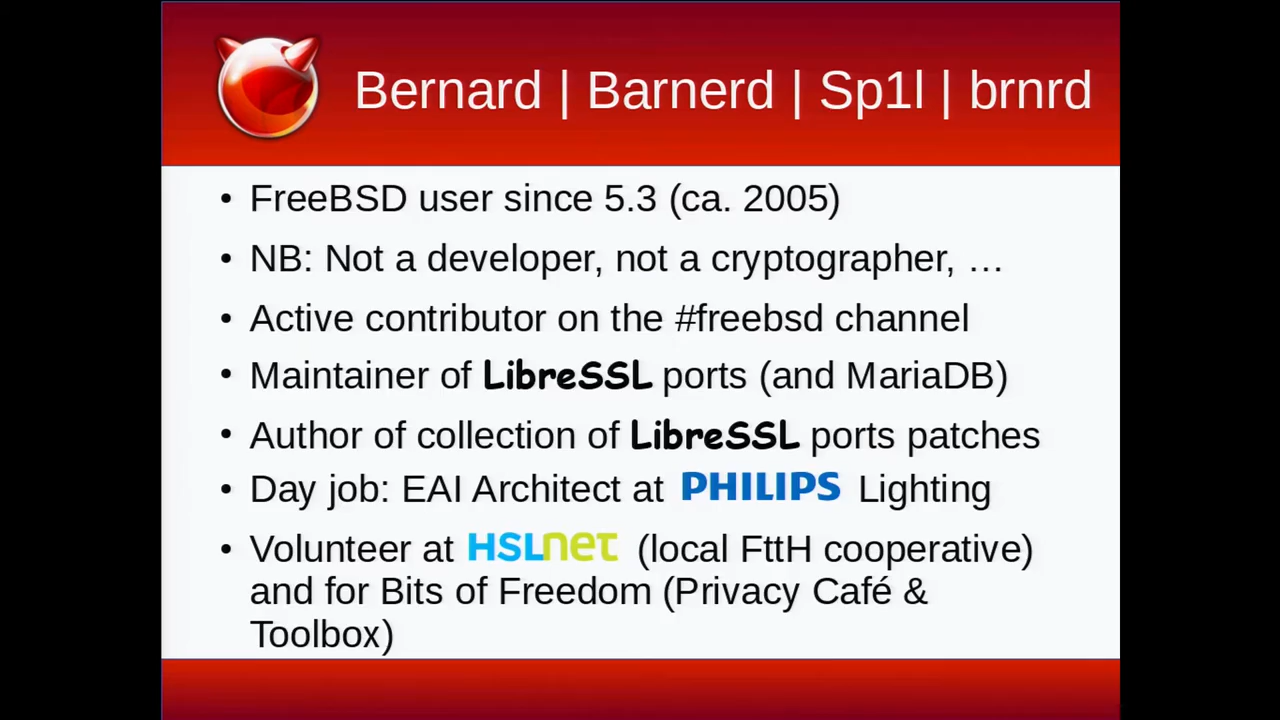 Bernard | Barnerd | Sp1l | brnrd
• FreeBSD user since 5.3 (ca. 2005)
• NB: Not a developer, not a cryptographer, …
• Active contributor on the #freebsd channel
• Maintainer of LibreSSL ports (and MariaDB)
• Author of collection of LibreSSL ports patches
• Day job: EAI Architect at PHILIPS Lighting
• Volunteer at HSLnet (local FttH cooperative)
and for Bits of Freedom (Privacy Café &
Toolbox)